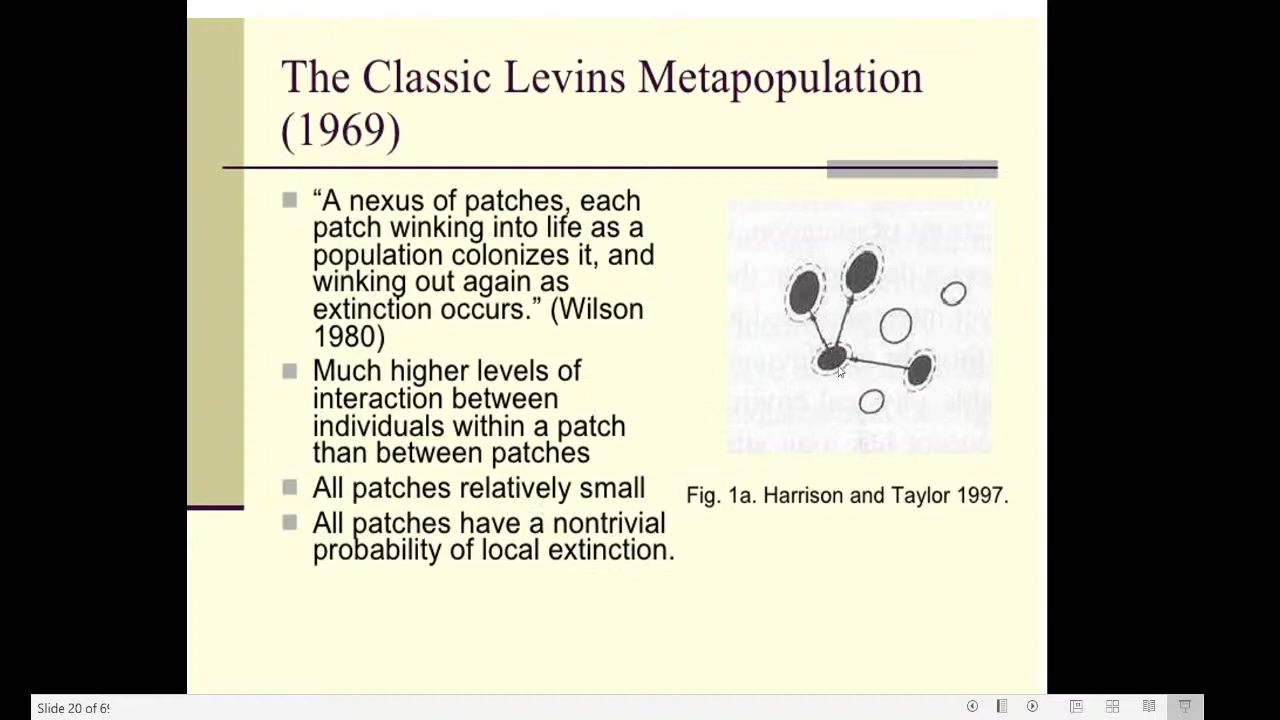 The Classic Levins Metapopulation
(1969)
“A nexus of patches, each
patch winking into life as a
population colonizes it, and
winking out again as
extinction occurs.” (Wilson
1980)
Much higher levels of
interaction between
individuals within a patch
than between patches
All patches relatively small
All patches have a nontrivial
probability of local extinction.
Fig. 1a. Harrison and Taylor 1997.
Slide 20 of